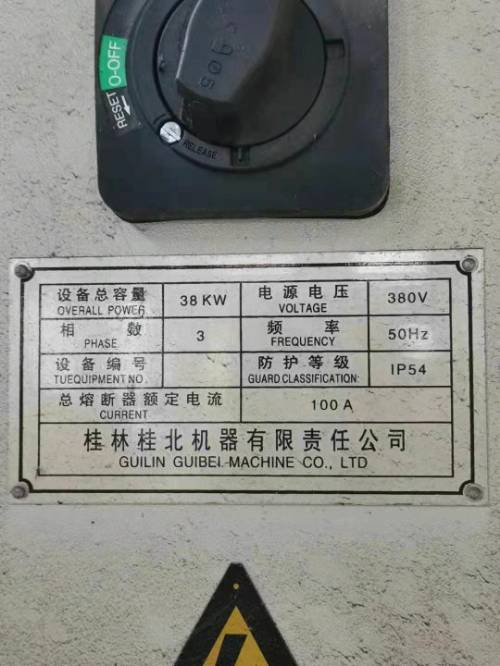 O-OFF
RESET
RELEASE
设备总容量 38 KW 电源电压 380V
OVERALL POWER VOLTAGE
相数 3 频率 50Hz
PHASE FREQUENCY
设备编号 防护等级 IP54
TUEQUIPMENT NO. GUARD CLASSIFICATION:
总熔断器额定电流 100 A
CURRENT
桂林桂北机器有限责任公司
GUILIN GUIBEI MACHINE CO., LTD